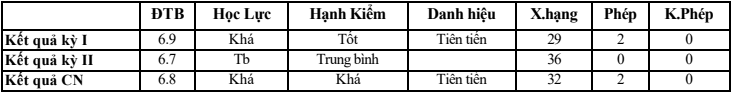 ĐTB Học Lực Hạnh Kiểm Danh hiệu X.hạng Phép K.Phép
Kết quả kỳ I 6.9 Khá Tốt Tiên tiến 29 2 0
Kết quả kỳ II 6.7 Tb Trung bình 36 0 0
Kết quả CN 6.8 Khá Khá Tiên tiến 32 2 0